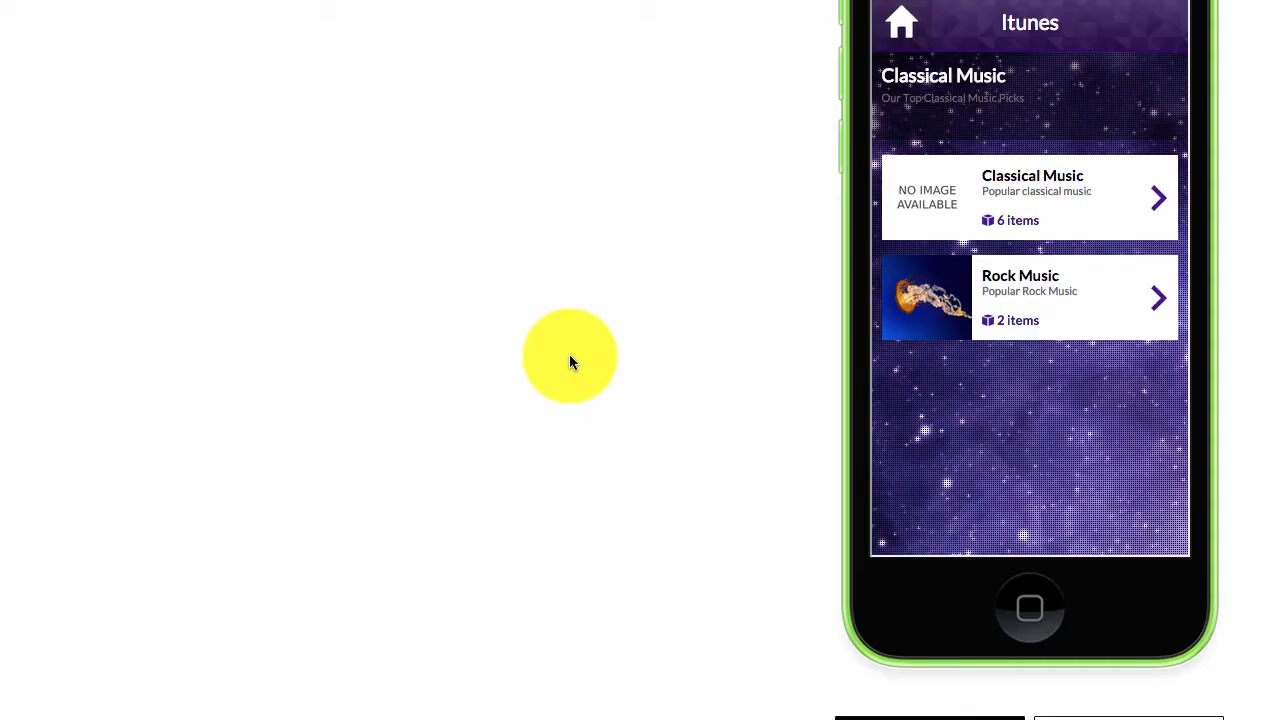 Itunes
Classical Music
Our Top Classical Music Picks
NO IMAGE
AVAILABLE
Classical Music
Popular classical music
6 items
Rock Music
Popular Rock Music
2 items